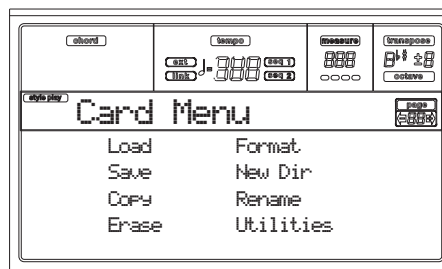 chord tempo measure transpose
ext seq 1
link seq 2
octave
style play
page
Card Menu
Load Format
Save New Dir
Copy Rename
Erase Utilities